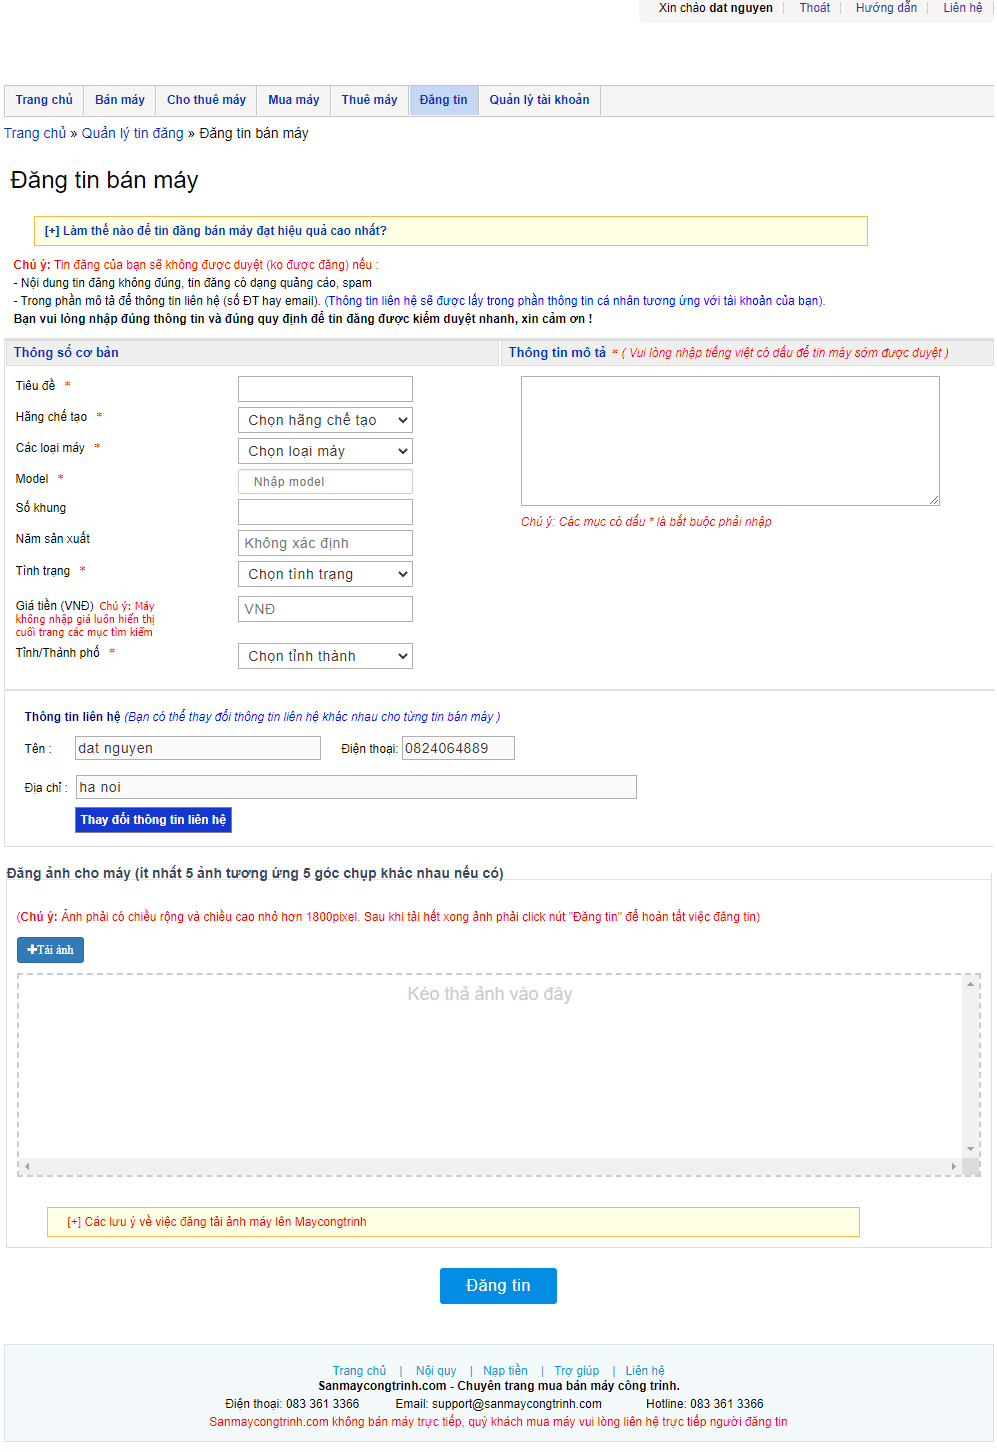 Xin chào dat nguyen | Thoát | Hướng dẫn | Liên hệ
Trang chủ Bán máy Cho thuê máy Mua máy Thuê máy Đăng tin Quản lý tài khoản
Trang chủ » Quản lý tin đăng » Đăng tin bán máy
Đăng tin bán máy
[+] Làm thế nào để tin đăng bán máy đạt hiệu quả cao nhất?
Chú ý: Tin đăng của bạn sẽ không được duyệt (ko được đăng) nếu :
- Nội dung tin đăng không đúng, tin đăng có dạng quảng cáo, spam
- Trong phần mô tả để thông tin liên hệ (số ĐT hay email). (Thông tin liên hệ sẽ được lấy trong phần thông tin cá nhân tương ứng với tài khoản của bạn).
Bạn vui lòng nhập đúng thông tin và đúng quy định để tin đăng được kiểm duyệt nhanh, xin cảm ơn !
Thông số cơ bản
Tiêu đề *
Hãng chế tạo * Chọn hãng chế tạo
Các loại máy * Chọn loại máy
Model * Nhập model
Số khung
Năm sản xuất Không xác định
Tình trạng * Chọn tình trạng
Giá tiền (VNĐ) Chú ý: Máy VNĐ
không nhập giá luôn hiển thị
cuối trang các mục tìm kiếm
Tỉnh/Thành phố * Chọn tỉnh thành
Thông tin mô tả * ( Vui lòng nhập tiếng việt có dấu để tin máy sớm được duyệt )
Chú ý: Các mục có dấu * là bắt buộc phải nhập
Thông tin liên hệ (Bạn có thể thay đổi thông tin liên hệ khác nhau cho từng tin bán máy )
Tên : dat nguyen Điện thoại: 0824064889
Địa chỉ : ha noi
Thay đổi thông tin liên hệ
Đăng ảnh cho máy (ít nhất 5 ảnh tương ứng 5 góc chụp khác nhau nếu có)
(Chú ý: Ảnh phải có chiều rộng và chiều cao nhỏ hơn 1800pixel. Sau khi tải hết xong ảnh phải click nút "Đăng tin" để hoàn tất việc đăng tin)
+Tải ảnh
Kéo thả ảnh vào đây
[+] Các lưu ý về việc đăng tải ảnh máy lên Maycongtrinh
Đăng tin
Trang chủ | Nội quy | Nạp tiền | Trợ giúp | Liên hệ
Sanmaycongtrinh.com - Chuyên trang mua bán máy công trình.
Điện thoại: 083 361 3366 Email: support@sanmaycongtrinh.com Hotline: 083 361 3366
Sanmaycongtrinh.com không bán máy trực tiếp, quý khách mua máy vui lòng liên hệ trực tiếp người đăng tin